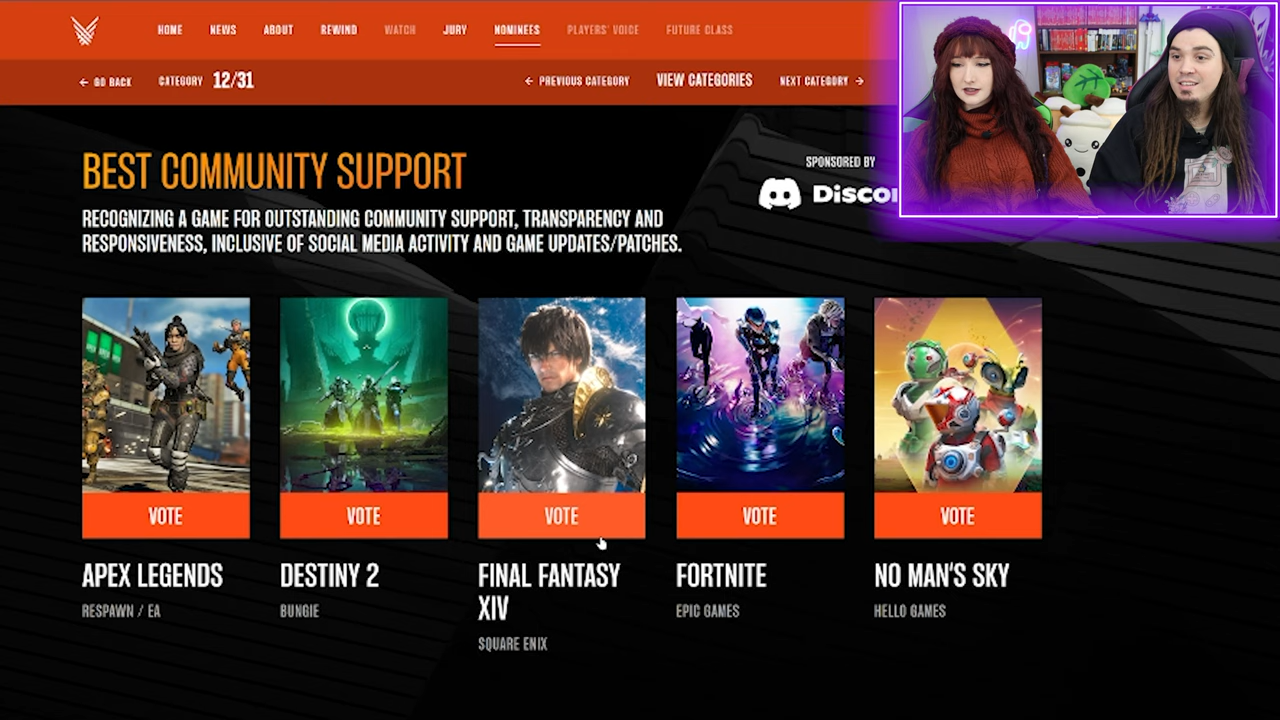 HOME NEWS ABOUT REWIND WATCH JURY NOMINEES PLAYERS' VOICE FUTURE CLASS
← GO BACK CATEGORY 12/31 ← PREVIOUS CATEGORY VIEW CATEGORIES NEXT CATEGORY →
BEST COMMUNITY SUPPORT
SPONSORED BY
Discor
RECOGNIZING A GAME FOR OUTSTANDING COMMUNITY SUPPORT, TRANSPARENCY AND
RESPONSIVENESS, INCLUSIVE OF SOCIAL MEDIA ACTIVITY AND GAME UPDATES/PATCHES.
VOTE VOTE VOTE VOTE VOTE
APEX LEGENDS DESTINY 2 FINAL FANTASY FORTNITE NO MAN'S SKY
XIV
RESPAWN / EA BUNGIE EPIC GAMES HELLO GAMES
SQUARE ENIX